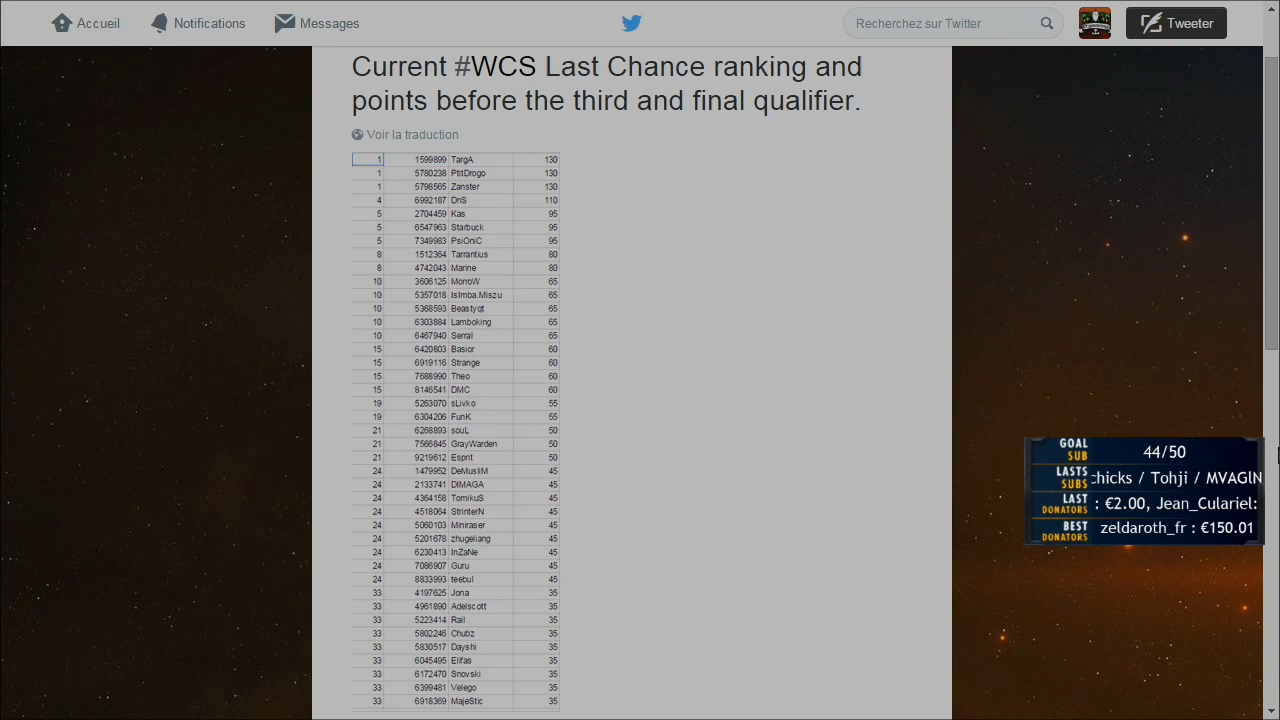 Accueil Notifications Messages Recherchez sur Twitter Tweeter
Current #WCS Last Chance ranking and
points before the third and final qualifier.
Voir la traduction
1 1599899 TargA 130
1 5780238 PtitDrogo 130
1 5798565 Zanster 130
4 6992187 DnS 110
5 2704459 Kas 95
5 6547963 Starbuck 95
5 7349983 PsiOniC 95
8 1512364 Tarrantius 80
8 4742043 Marine 80
10 3606125 MorroW 65
10 5357018 IsImba.Miszu 65
10 5368593 Beastyqt 65
10 6303884 Lamboking 65
10 6467940 Serral 65
15 6420803 Basior 60
15 6919116 Strange 60
15 7688990 Theo 60
15 8146541 DMC 60
19 5263070 sLivko 55
19 6304206 FunK 55
21 6268893 souL 50
21 7566845 GrayWarden 50
21 9219612 Esprit 50
24 1479952 DeMusliM 45
24 2133741 DIMAGA 45
24 4364158 TomikuS 45
24 4518064 StrinterN 45
24 5060103 Miniraser 45
24 5201678 zhugeliang 45
24 6230413 InZaNe 45
24 7086907 Guru 45
24 8833993 teebul 45
33 4197625 Jona 35
33 4961890 Adelscott 35
33 5223414 Rail 35
33 5802246 Chubz 35
33 5830517 Dayshi 35
33 6045495 Elfas 35
33 6172470 Snovski 35
33 6399481 Velego 35
33 6918369 MajeStic 35
GOAL
SUB 44/50
LASTS
SUBS chicks / Tohji / MVAGIN
LAST
DONATORS : €2.00, Jean_Culariel:
BEST
DONATORS zeldaroth_fr : €150.01